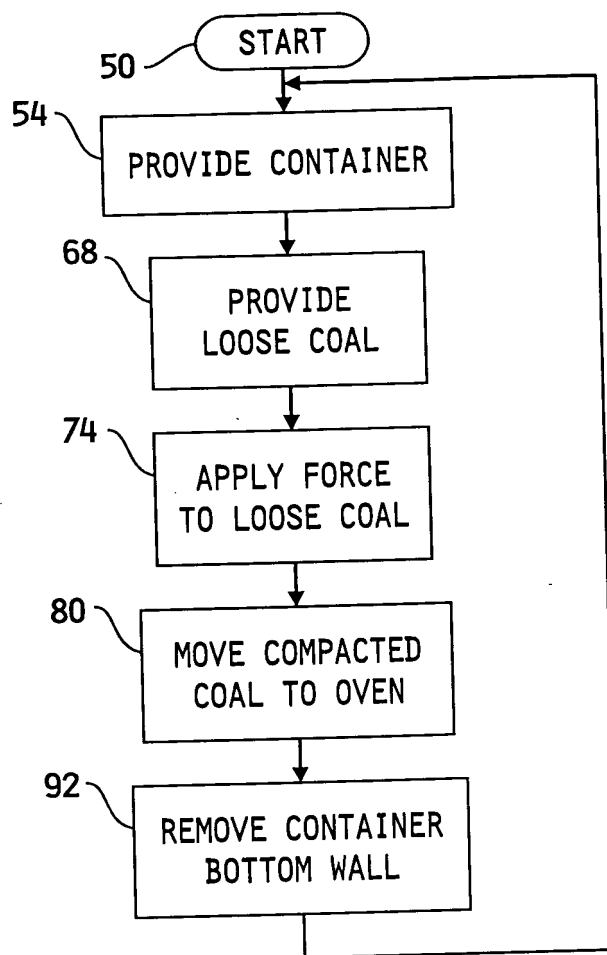 START
50
54
PROVIDE CONTAINER
68
PROVIDE
LOOSE COAL
74
APPLY FORCE
TO LOOSE COAL
80
MOVE COMPACTED
COAL TO OVEN
92
REMOVE CONTAINER
BOTTOM WALL